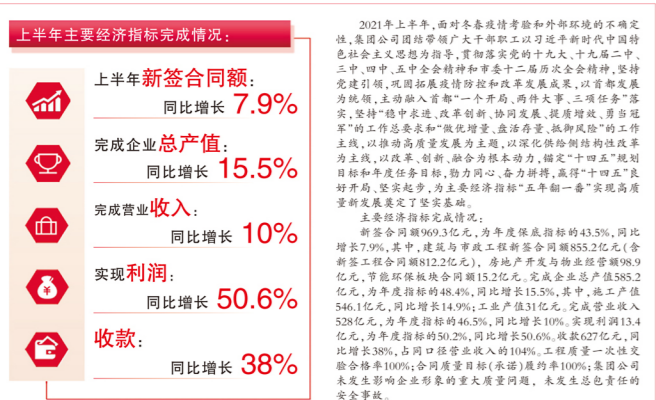 上半年主要经济指标完成情况：
上半年新签合同额：
同比增长 7.9%
完成企业总产值：
同比增长 15.5%
完成营业收入：
同比增长 10%
实现利润：
同比增长 50.6%
收款：
同比增长 38%
2021年上半年，面对冬春疫情考验和外部环境的不确定
性，集团公司团结带领广大干部职工以习近平新时代中国特
色社会主义思想为指导，贯彻落实党的十九大、十九届二中、
三中、四中、五中全会精神和市委十二届历次全会精神，坚持
党建引领，巩固拓展疫情防控和改革发展成果，以首都发展
为统领，主动融入首都“一个开局、两件大事、三项任务”落
实，坚持“稳中求进、改革创新、协同发展、提质增效、勇当冠
军”的工作总要求和“做优增量、盘活存量、抵御风险”的工作
主线，以推动高质量发展为主题，以深化供给侧结构性改革
为主线，以改革、创新、融合为根本动力，锚定“十四五”规划
目标和年度任务目标，勠力同心、奋力拼搏，赢得“十四五”良
好开局、坚实起步，为主要经济指标“五年翻一番”实现高质
量新发展奠定了坚实基础。
主要经济指标完成情况：
新签合同额969.3亿元，为年度保底指标的43.5%，同比
增长7.9%，其中，建筑与市政工程新签合同额855.2亿元（含
新签工程合同额812.2亿元），房地产开发与物业经营额98.9
亿元，节能环保板块合同额15.2亿元。完成企业总产值585.2
亿元，为年度指标的48.4%，同比增长15.5%，其中，施工产值
546.1亿元，同比增长14.9%；工业产值31亿元。完成营业收入
528亿元，为年度指标的46.5%，同比增长10%。实现利润13.4
亿元，为年度指标的50.2%，同比增长50.6%。收款627亿元，同
比增长38%，占同口径营业收入的104%。工程质量一次性交
验合格率100%；合同质量目标（承诺）履约率100%；集团公司
未发生影响企业形象的重大质量问题，未发生总包责任的
安全事故。